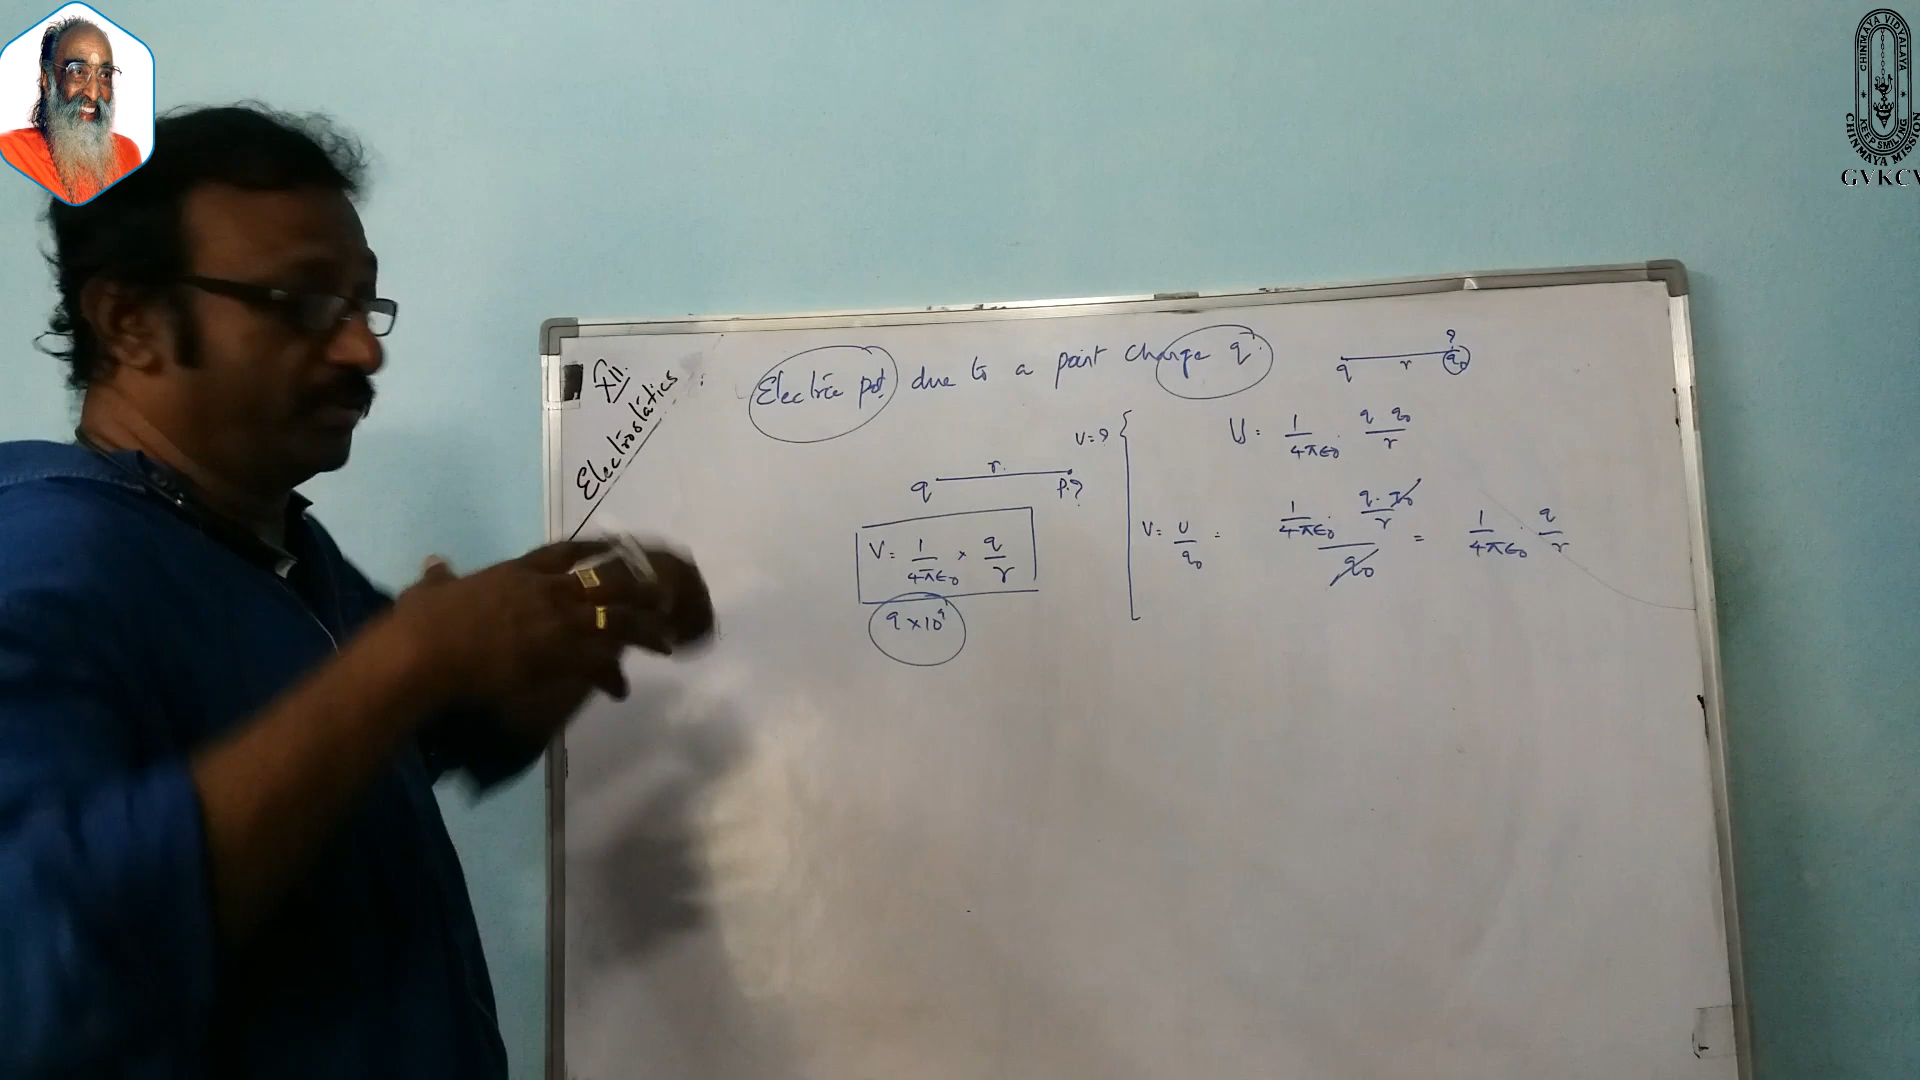 XII
Electrostatics :
Electric pot due to a point charge q.
q r q₀ ?
V = ?
q r P. ?
U = 1/4πε₀ . q q₀/r
V = U/q₀ = (1/4πε₀ . q . q₀/r)/q₀ = 1/4πε₀ . q/r
V = 1/4πε₀ × q/r
9 × 10⁹
CHINMAYA VIDYALAYA
KEEP SMILING
CHINMAYA MISSION
GVKCV